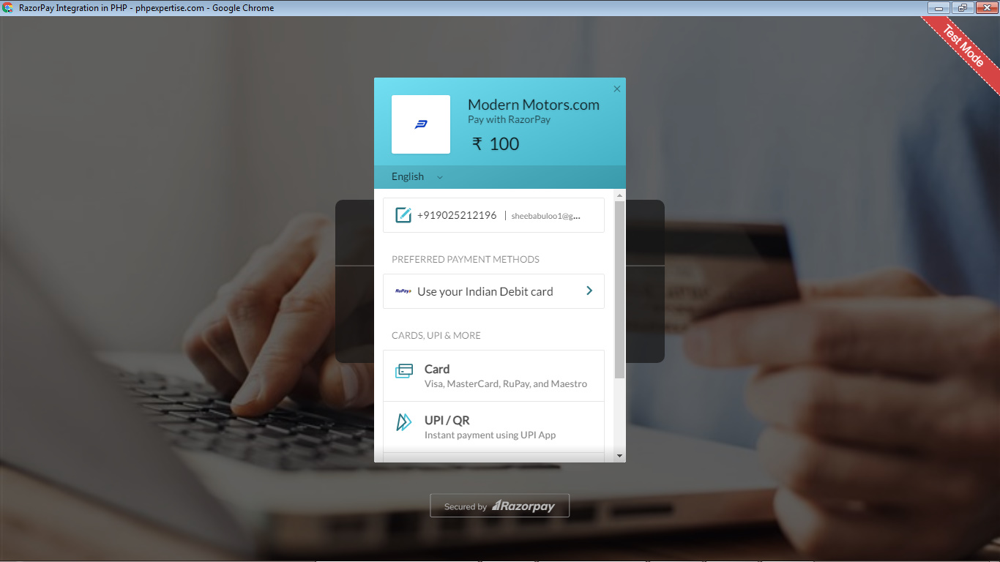 RazorPay Integration in PHP - phpexpertise.com - Google Chrome
Test Mode
Modern Motors.com
Pay with RazorPay
₹ 100
English
+919025212196 | sheebabuloo1@g...
PREFERRED PAYMENT METHODS
RuPay Use your Indian Debit card
CARDS, UPI & MORE
Card
Visa, MasterCard, RuPay, and Maestro
UPI / QR
Instant payment using UPI App
Secured by Razorpay